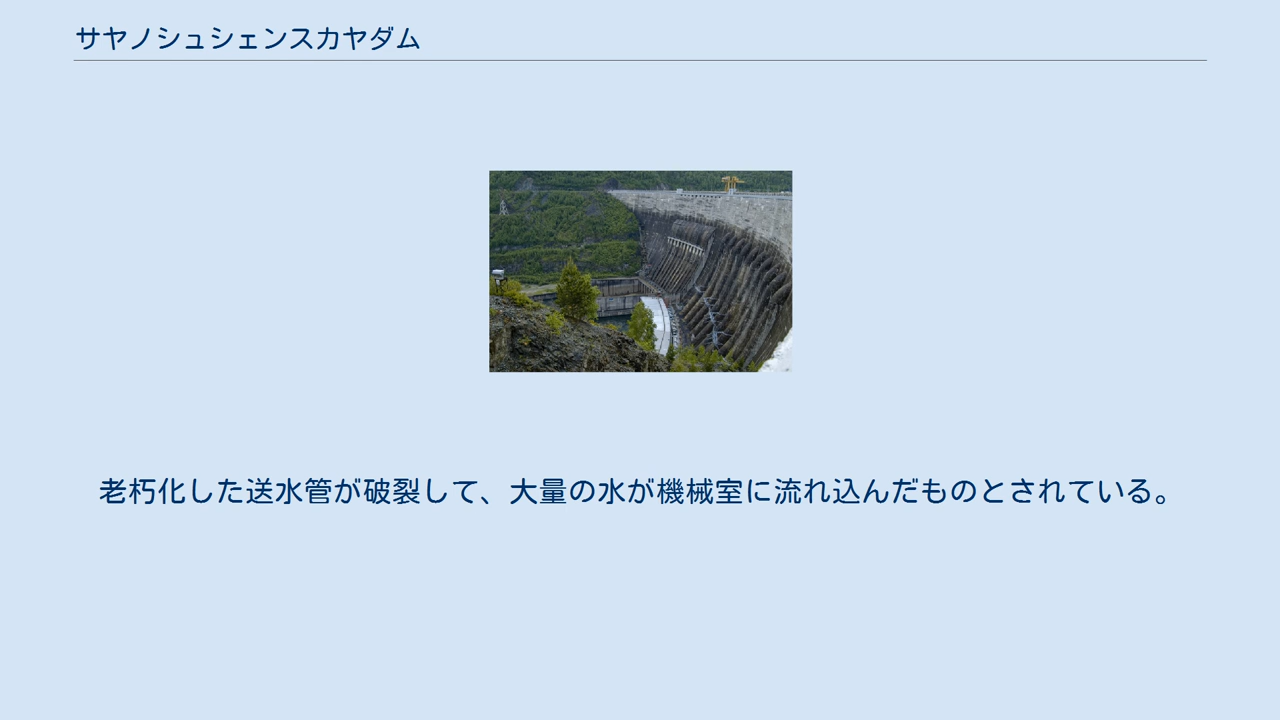 サヤノシュシェンスカヤダム
老朽化した送水管が破裂して、大量の水が機械室に流れ込んだものとされている。